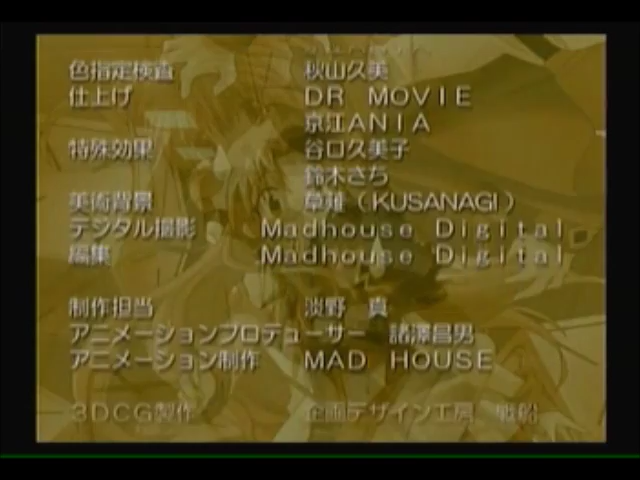 色指定検査 秋山久美
仕上げ DR MOVIE
京江ANIA
特殊効果 谷口久美子
鈴木さち
美術背景 草薙(KUSANAGI)
デジタル撮影 Madhouse Digital
編集 Madhouse Digital
制作担当 淡野 真
アニメーションプロデューサー 諸澤昌男
アニメーション制作 MAD HOUSE
3DCG製作 企画デザイン工房 戦船